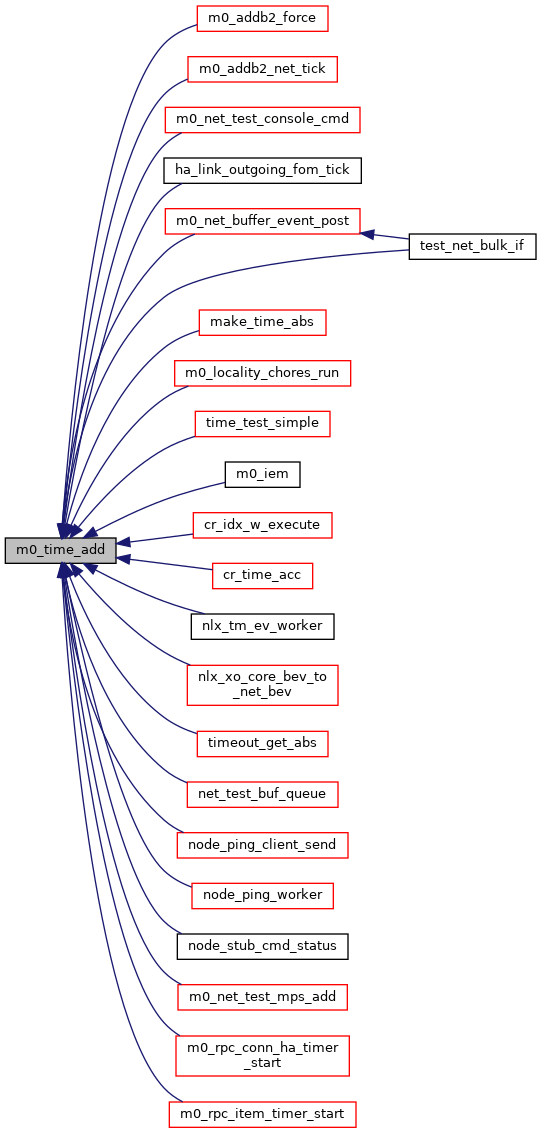 m0_addb2_force
m0_addb2_net_tick
m0_net_test_console_cmd
ha_link_outgoing_fom_tick
m0_net_buffer_event_post
test_net_bulk_if
make_time_abs
m0_locality_chores_run
time_test_simple
m0_iem
cr_idx_w_execute
m0_time_add
cr_time_acc
nlx_tm_ev_worker
nlx_xo_core_bev_to
_net_bev
timeout_get_abs
net_test_buf_queue
node_ping_client_send
node_ping_worker
node_stub_cmd_status
m0_net_test_mps_add
m0_rpc_conn_ha_timer
_start
m0_rpc_item_timer_start